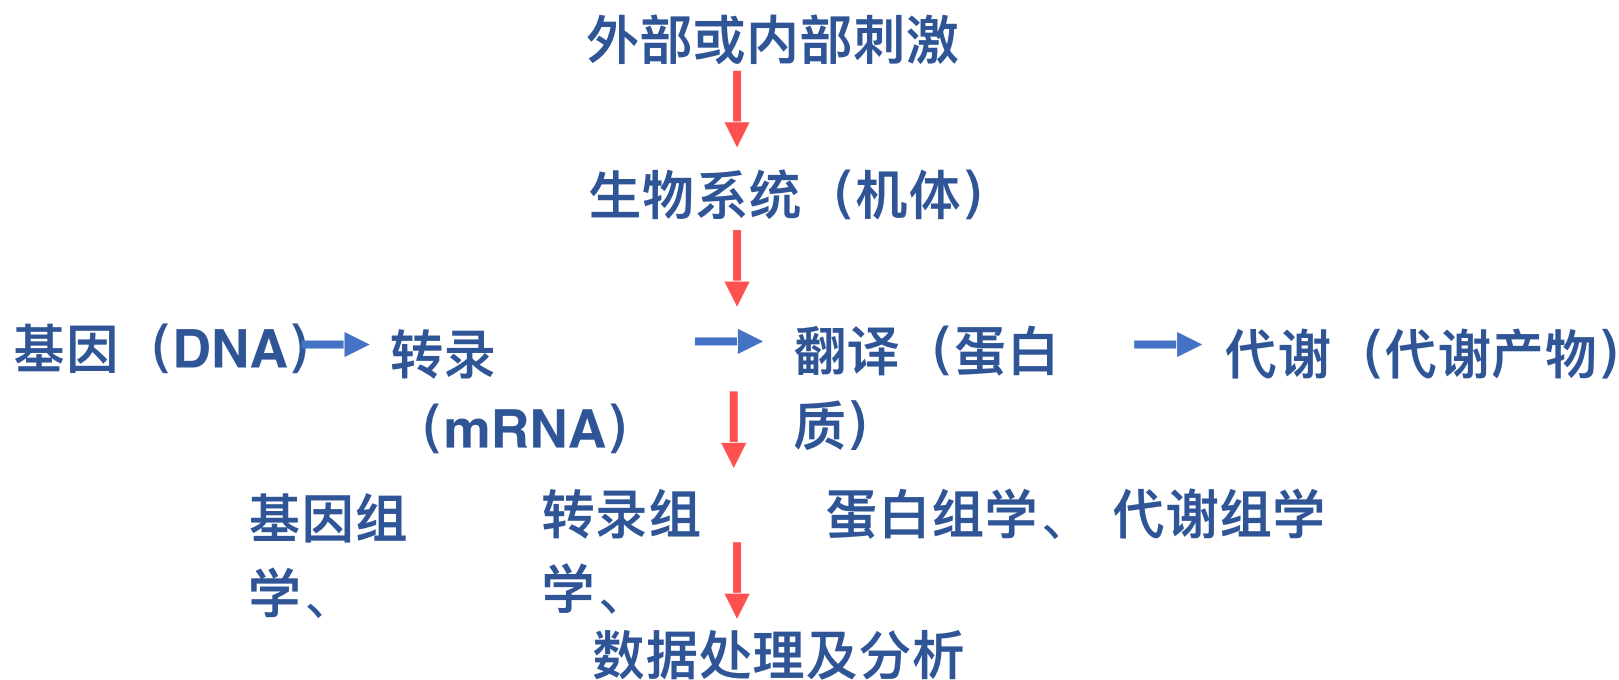 外部或内部刺激
生物系统（机体）
基因（DNA）
转录
（mRNA）
翻译（蛋白
质）
代谢（代谢产物）
基因组
学、
转录组
学、
蛋白组学、 代谢组学
数据处理及分析